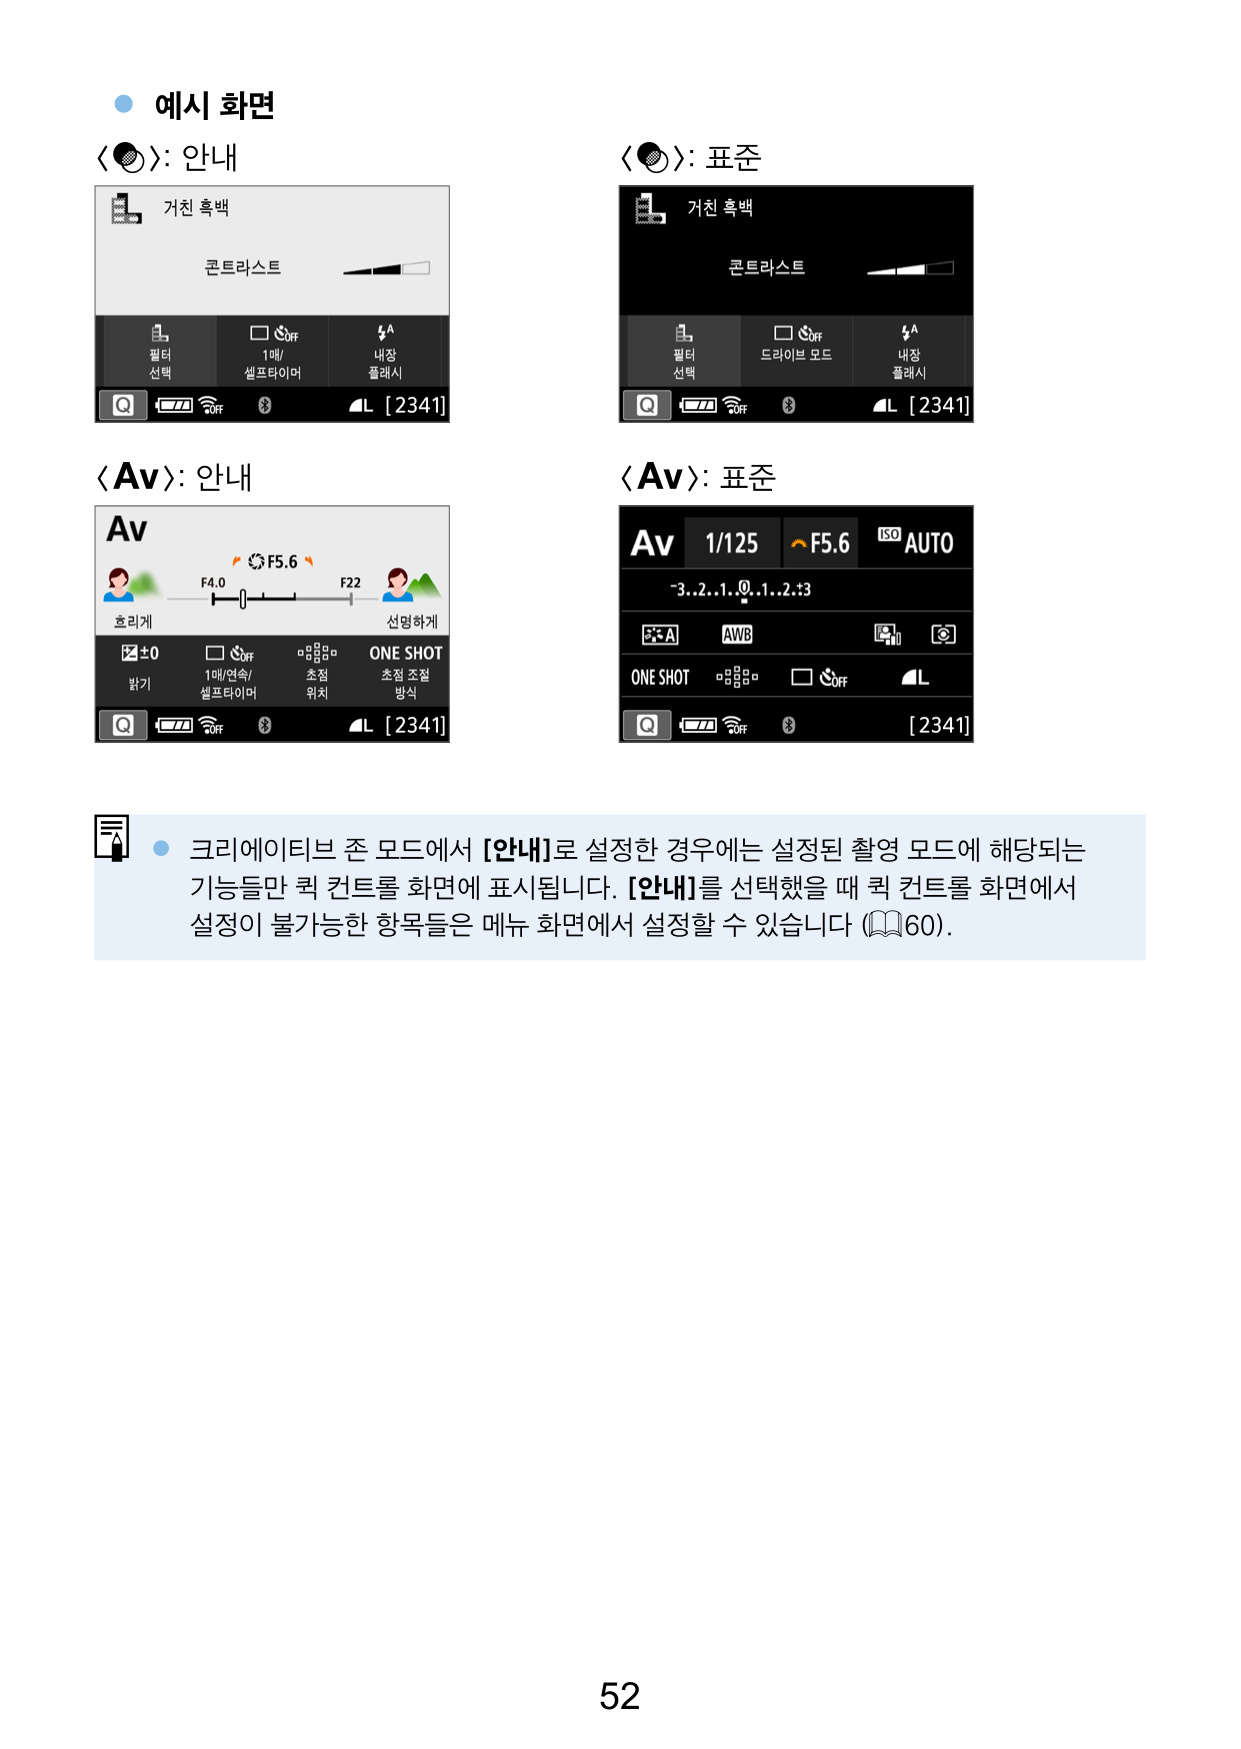 예시 화면
〈 〉: 안내
〈 〉: 표준
거친 흑백
콘트라스트
필터
선택
OFF
1매/
셀프타이머
A
내장
플래시
Q OFF L [2341]
거친 흑백
콘트라스트
필터
선택
OFF
드라이브 모드
A
내장
플래시
Q OFF L [2341]
〈Av〉: 안내
〈Av〉: 표준
Av
F5.6
F4.0 F22
흐리게 선명하게
±0 OFF ONE SHOT
밝기
1매/연속/
셀프타이머
초점
위치
초점 조절
방식
Q OFF L [2341]
Av 1/125 F5.6 ISO AUTO
-3..2..1..0..1..2.:+3
A AWB
ONE SHOT OFF L
Q OFF [2341]
크리에이티브 존 모드에서 [안내]로 설정한 경우에는 설정된 촬영 모드에 해당되는
기능들만 퀵 컨트롤 화면에 표시됩니다. [안내]를 선택했을 때 퀵 컨트롤 화면에서
설정이 불가능한 항목들은 메뉴 화면에서 설정할 수 있습니다 (60).
52